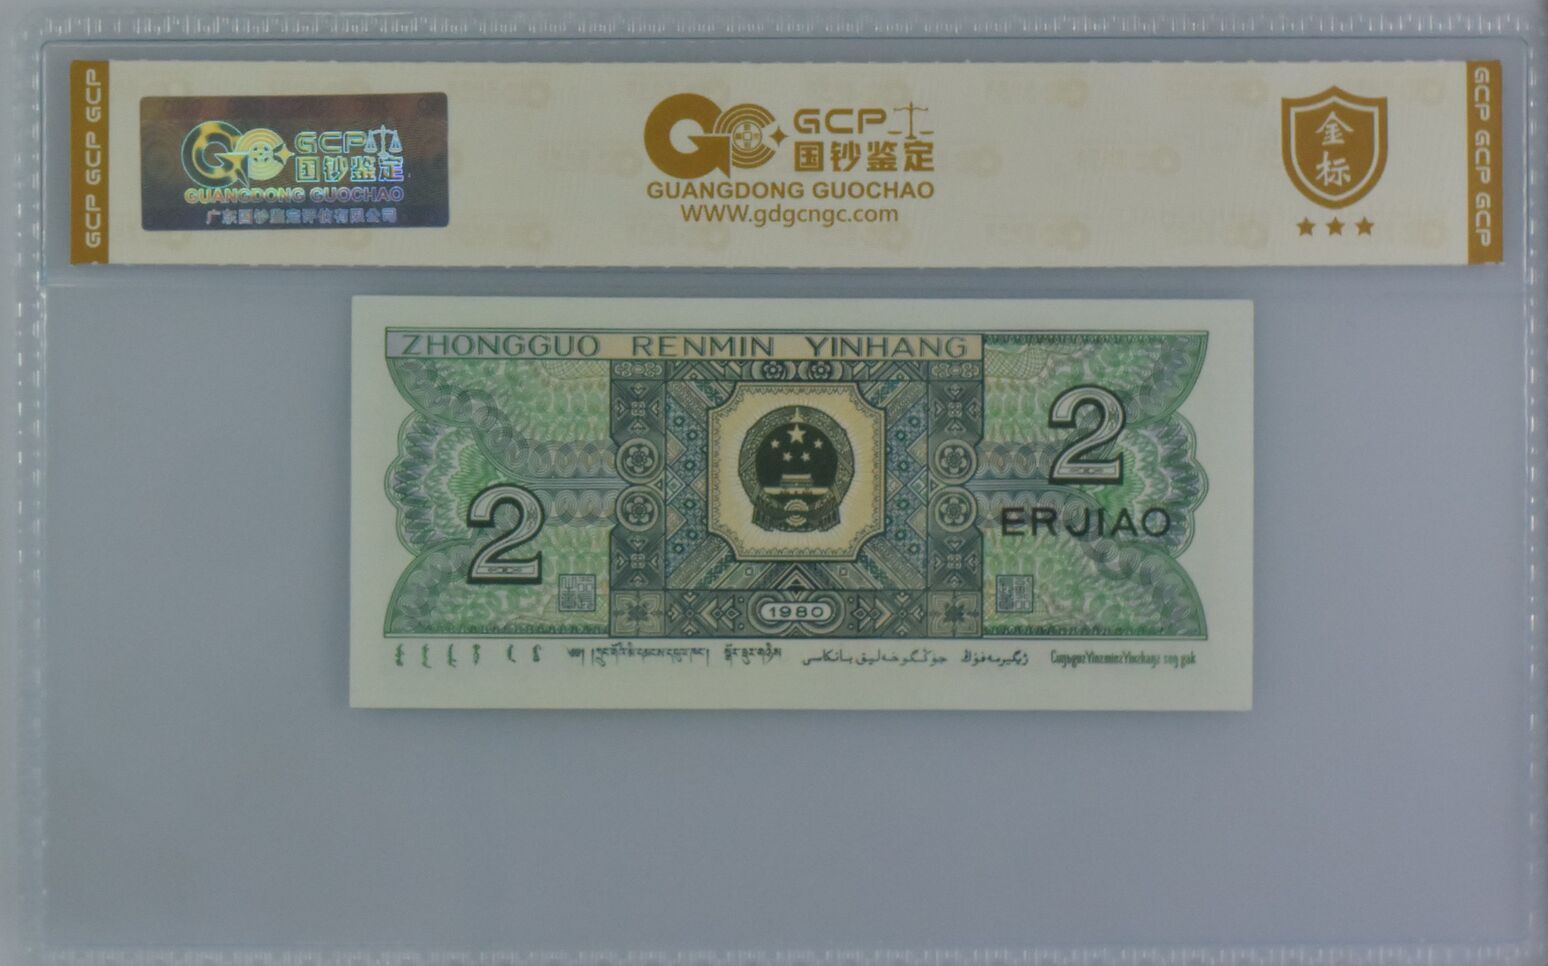 GCP GCP GCP
GCP
国钞鉴定
GUANGDONG GUOCHAO
广东国钞鉴定评估有限公司
GCP
国钞鉴定
GUANGDONG GUOCHAO
WWW.gdgcngc.com
金
标
GCP GCP GCP
ZHONGGUO RENMIN YINHANG
2
2
ERJIAO
1980